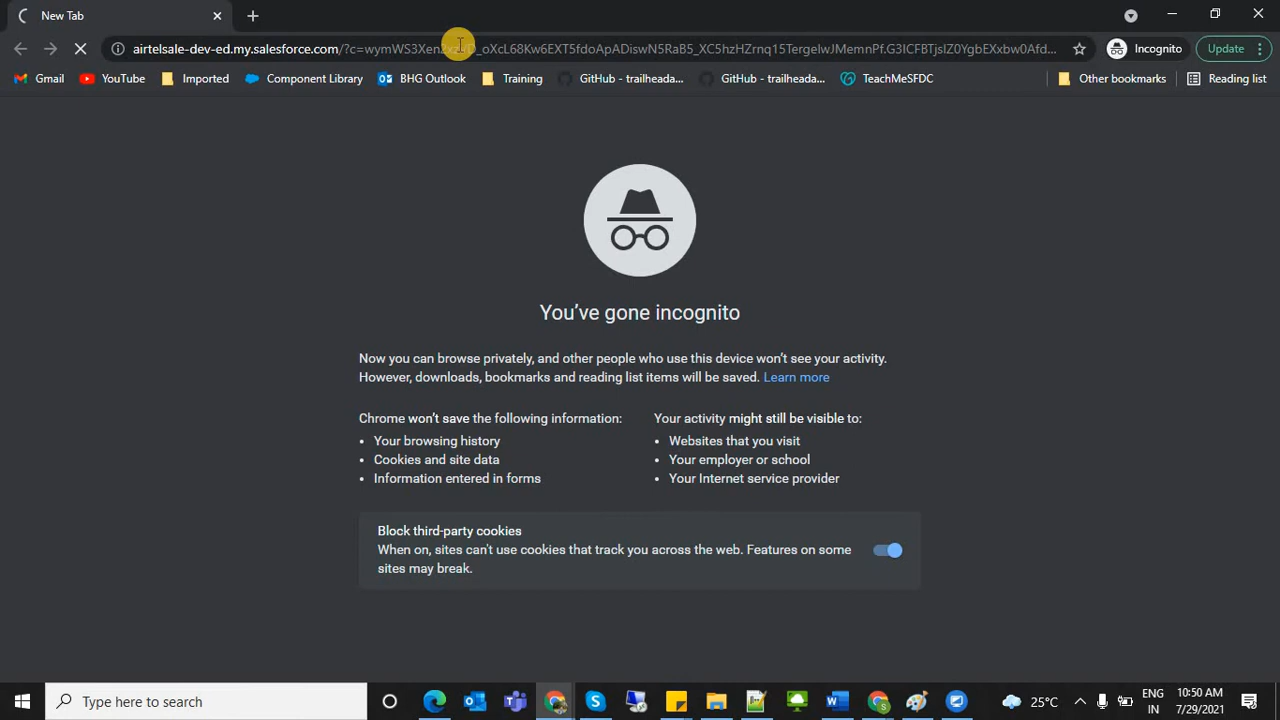 New Tab
airtelsale-dev-ed.my.salesforce.com
Incognito
Update
Gmail
YouTube
Imported
Component Library
BHG Outlook
Training
GitHub - trailheada...
GitHub - trailheada...
TeachMeSFDC
Other bookmarks
Reading list
You've gone incognito
Now you can browse privately, and other people who use this device won't see your activity.
However, downloads, bookmarks and reading list items will be saved. Learn more
Chrome won't save the following information:
• Your browsing history
• Cookies and site data
• Information entered in forms
Your activity might still be visible to:
• Websites that you visit
• Your employer or school
• Your Internet service provider
Block third-party cookies
When on, sites can't use cookies that track you across the web. Features on some
sites may break.
Type here to search
25°C
ENG
IN
10:50 AM
7/29/2021